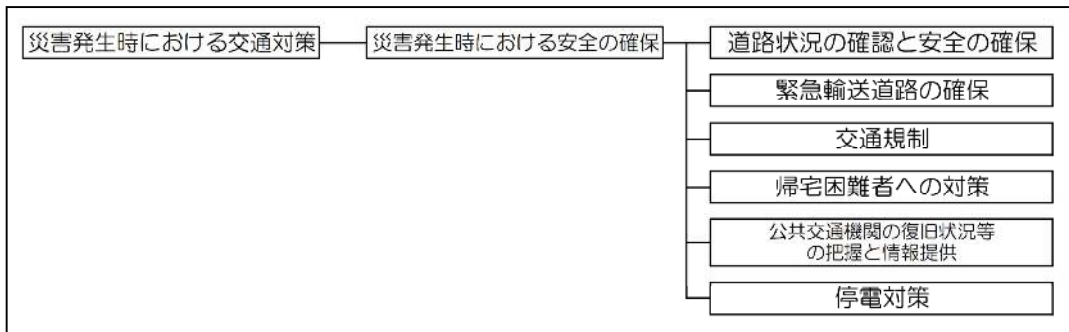 災害発生時における交通対策
災害発生時における安全の確保
道路状況の確認と安全の確保
緊急輸送道路の確保
交通規制
帰宅困難者への対策
公共交通機関の復旧状況等
の把握と情報提供
停電対策